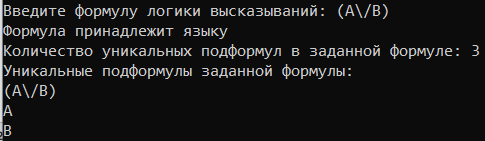 Введите формулу логики высказываний: (A\/B)
Формула принадлежит языку
Количество уникальных подформул в заданной формуле: 3
Уникальные подформулы заданной формулы:
(A\/B)
A
B